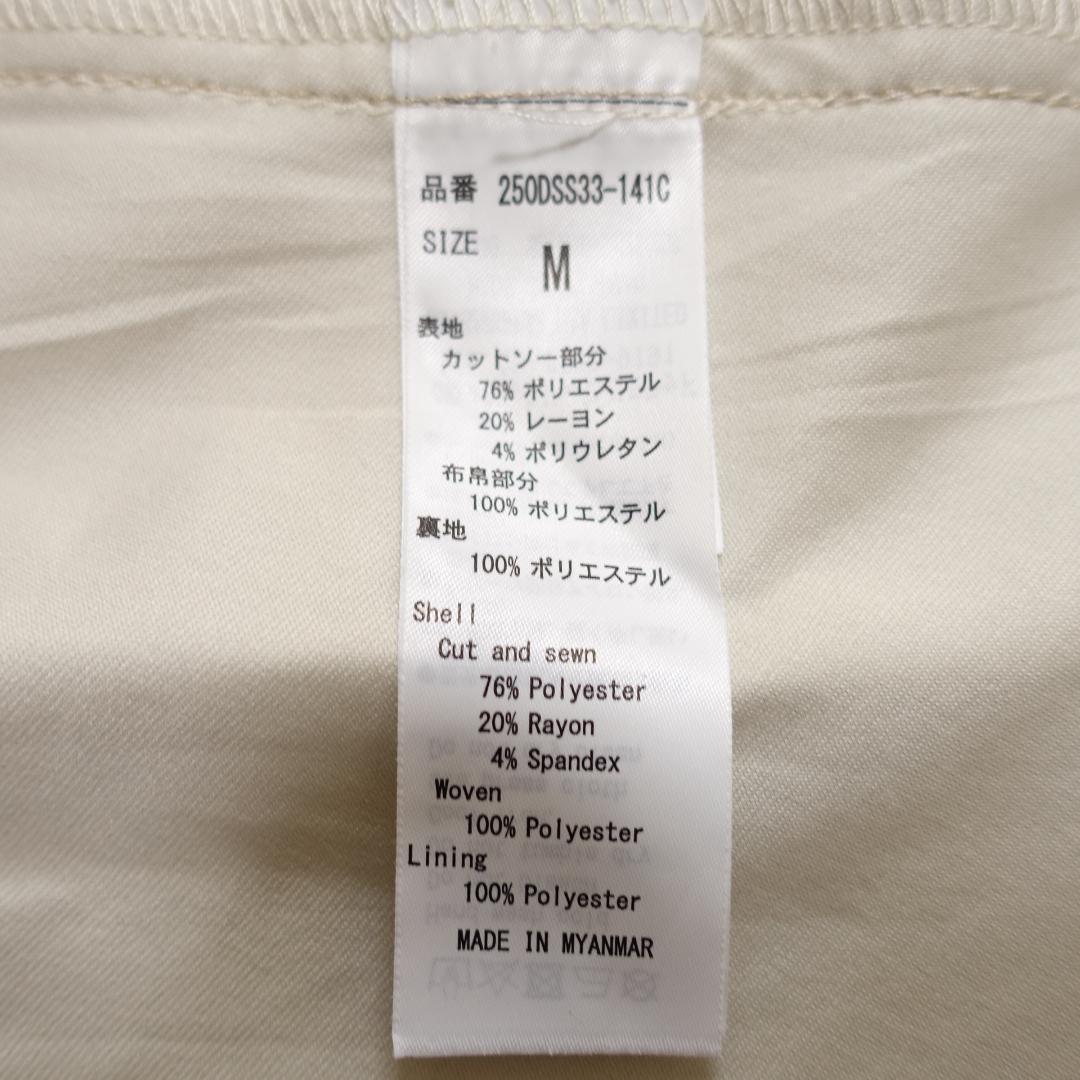 品番 250DSS33-141C
SIZE M
表地
カットソー部分
76% ポリエステル
20% レーヨン
4% ポリウレタン
布帛部分
100% ポリエステル
裏地
100% ポリエステル
Shell
Cut and sewn
76% Polyester
20% Rayon
4% Spandex
Woven
100% Polyester
Lining
100% Polyester
MADE IN MYANMAR